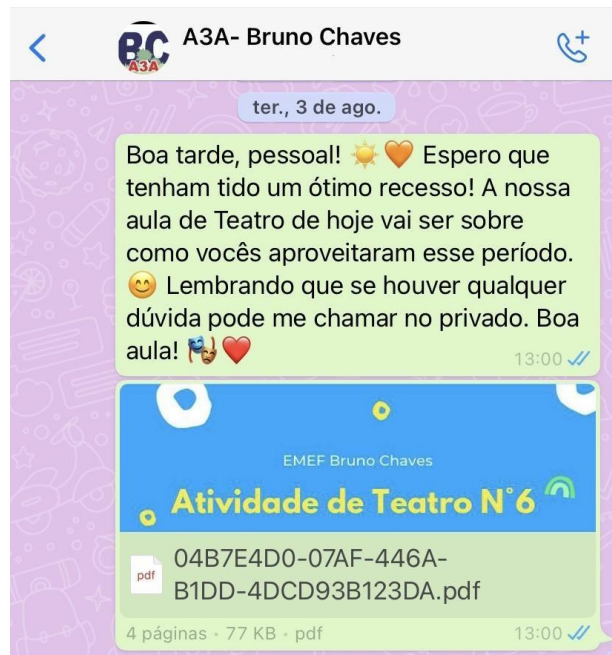 BC
A3A
A3A- Bruno Chaves
ter., 3 de ago.
Boa tarde, pessoal! ☀️🧡 Espero que
tenham tido um ótimo recesso! A nossa
aula de Teatro de hoje vai ser sobre
como vocês aproveitaram esse período.
😊 Lembrando que se houver qualquer
dúvida pode me chamar no privado. Boa
aula! 🎭❤️
13:00
EMEF Bruno Chaves
Atividade de Teatro N°6
pdf
04B7E4D0-07AF-446A-
B1DD-4DCD93B123DA.pdf
4 páginas • 77 KB • pdf
13:00